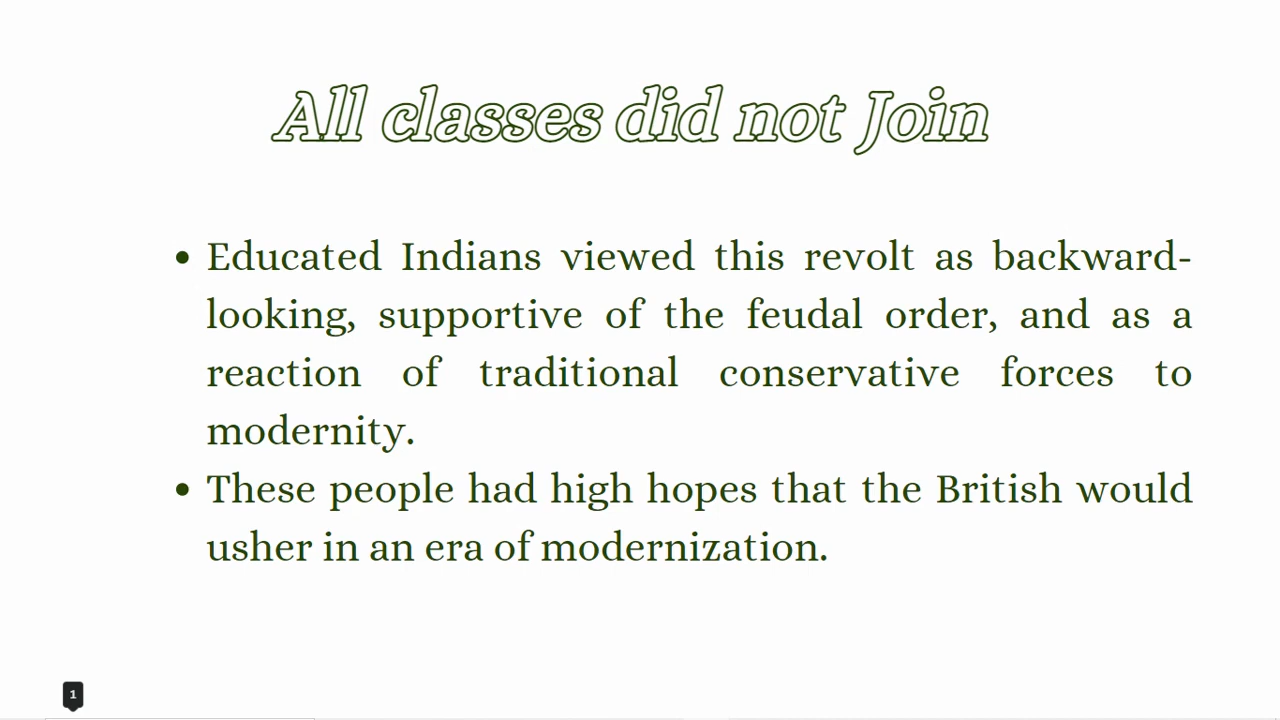 All classes did not Join
• Educated Indians viewed this revolt as backward-
looking, supportive of the feudal order, and as a
reaction of traditional conservative forces to
modernity.
• These people had high hopes that the British would
usher in an era of modernization.
1